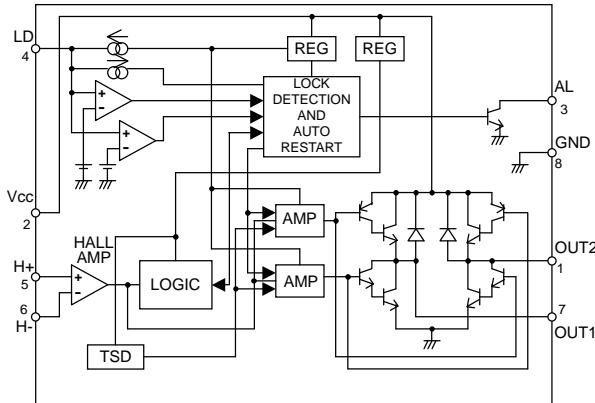 LD
4
REG
REG
LOCK
DETECTION
AND
AUTO
RESTART
AL
3
GND
8
+
-
+
-
Vcc
2
AMP
HALL
AMP
H+
5
+
-
LOGIC
AMP
OUT2
1
6
H-
7
OUT1
TSD